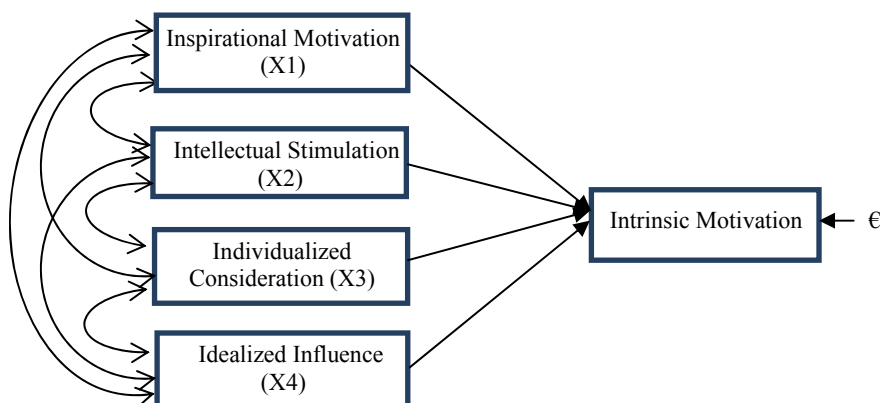 Inspirational Motivation
(X1)
Intellectual Stimulation
(X2)
Individualized
Consideration (X3)
Idealized Influence
(X4)
Intrinsic Motivation
€